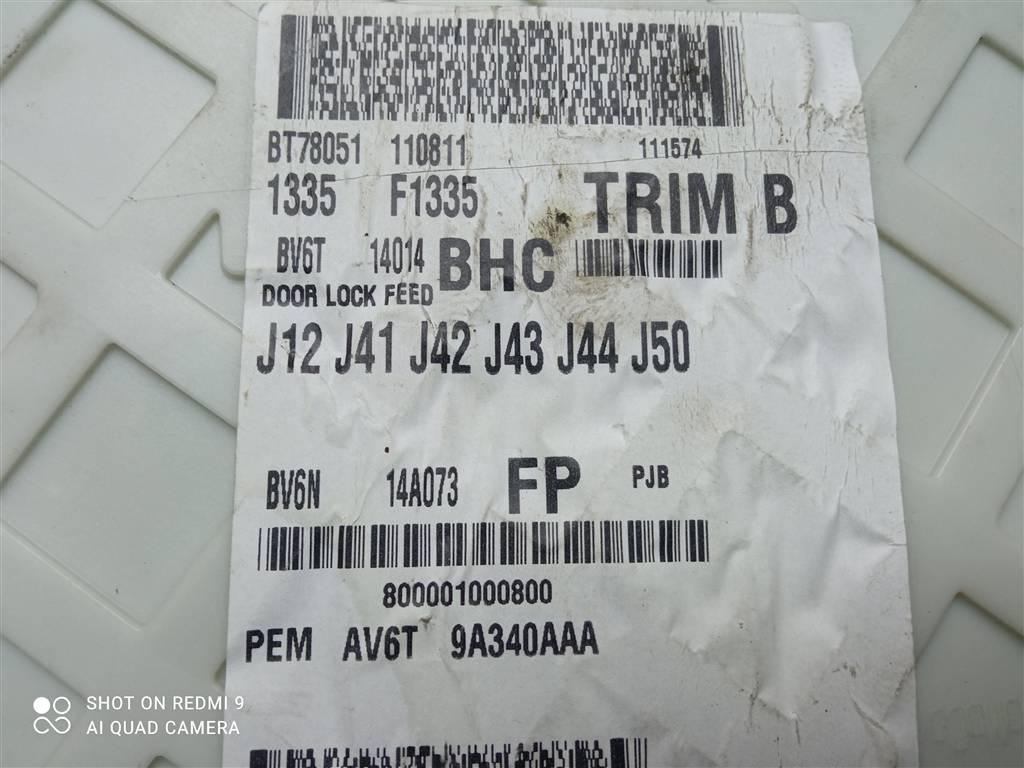 BT78051 110811 111574
1335 F1335 TRIM B
BV6T 14014 BHC
DOOR LOCK FEED
J12 J41 J42 J43 J44 J50
BV6N 14A073 FP PJB
800001000800
PEM AV6T 9A340AAA
SHOT ON REDMI 9
AI QUAD CAMERA